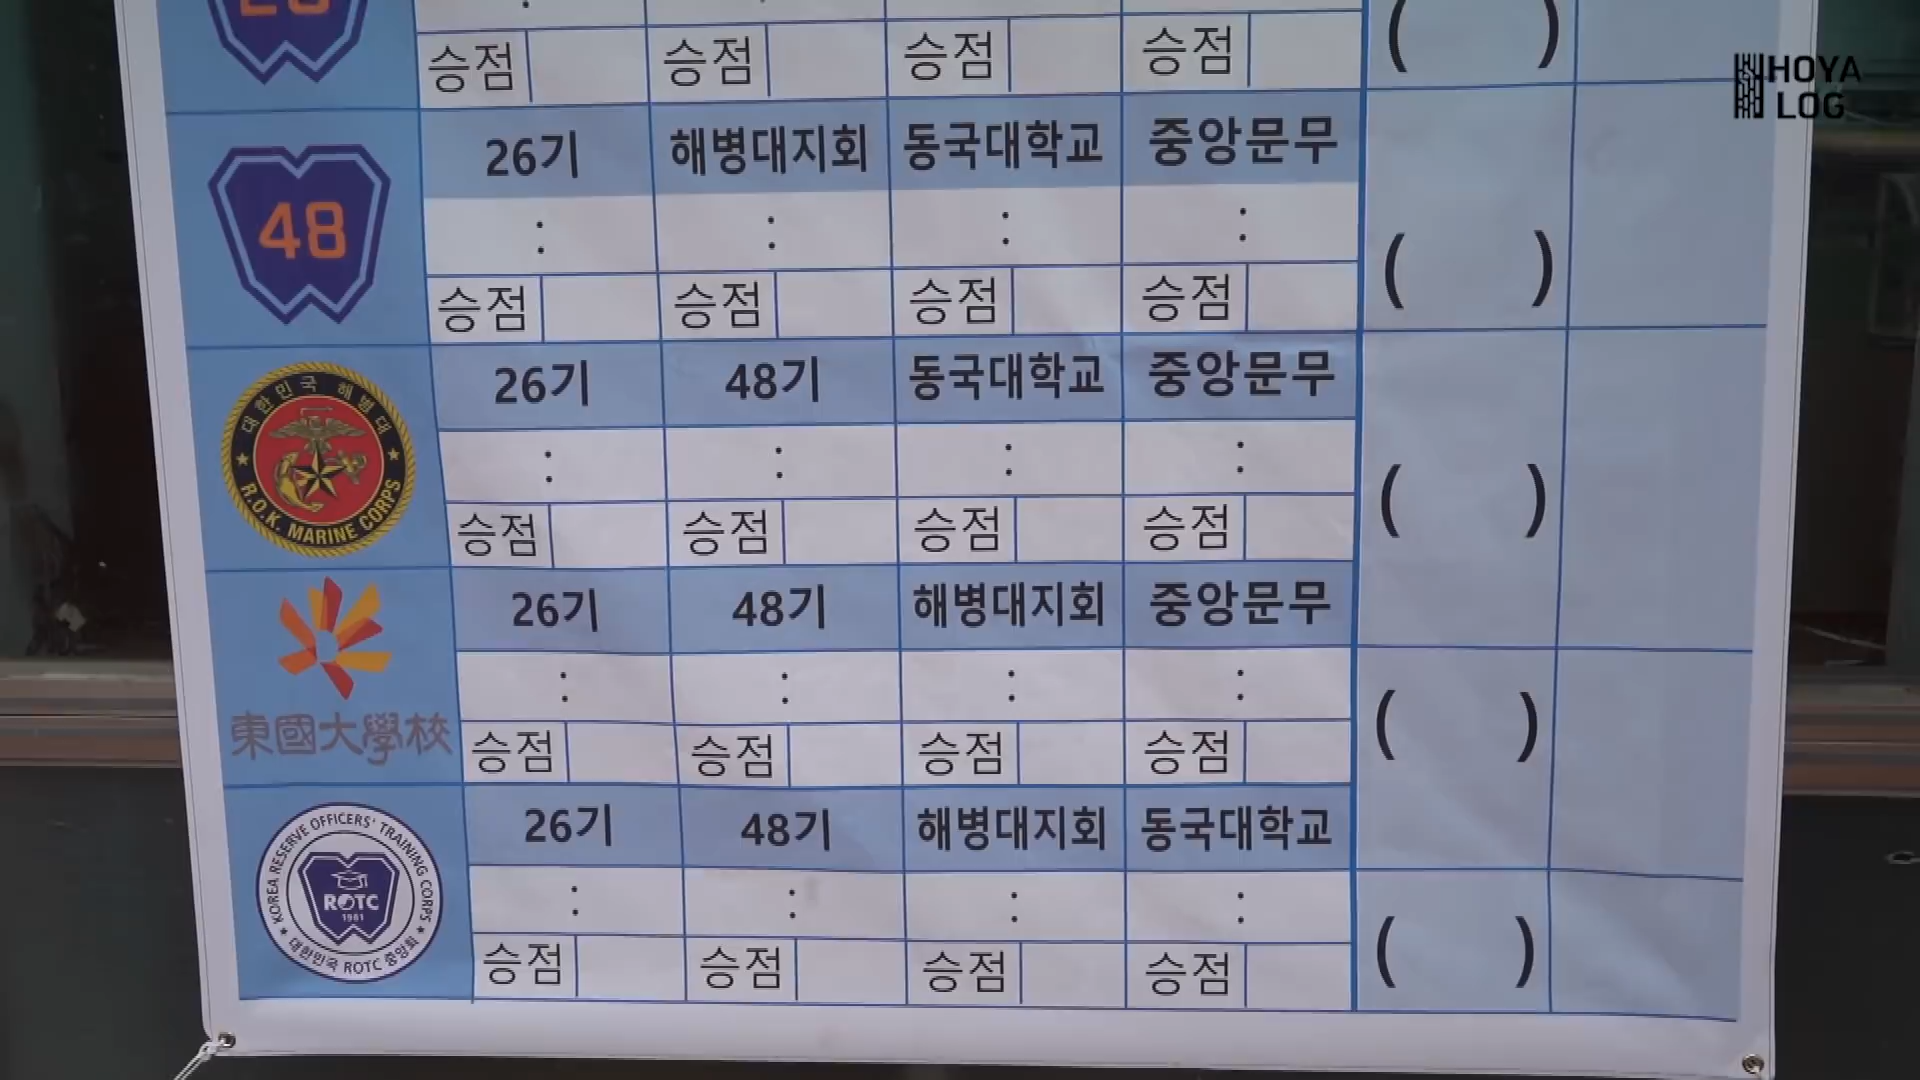 승점 승점 승점 승점 ( )
HOYA
LOG
26기 해병대지회 동국대학교 중앙문무
48
: : : :
( )
승점 승점 승점 승점
26기 48기 동국대학교 중앙문무
대한민국 해병대
R.O.K. MARINE CORPS
: : : :
( )
승점 승점 승점 승점
26기 48기 해병대지회 중앙문무
: : : :
( )
東國大學校
승점 승점 승점 승점
26기 48기 해병대지회 동국대학교
KOREA RESERVE OFFICERS' TRAINING CORPS
ROTC
1961
대한민국 ROTC 중앙회
: : : :
( )
승점 승점 승점 승점